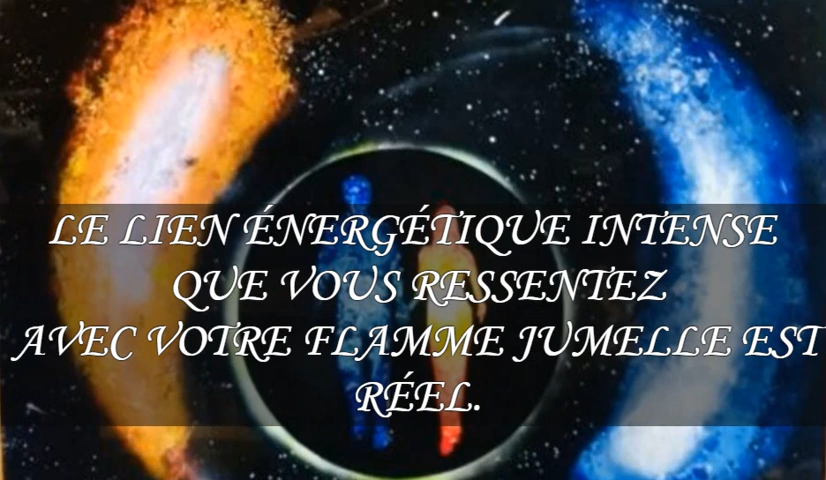 LE LIEN ÉNERGÉTIQUE INTENSE
QUE VOUS RESSENTEZ
AVEC VOTRE FLAMME JUMELLE EST
RÉEL.